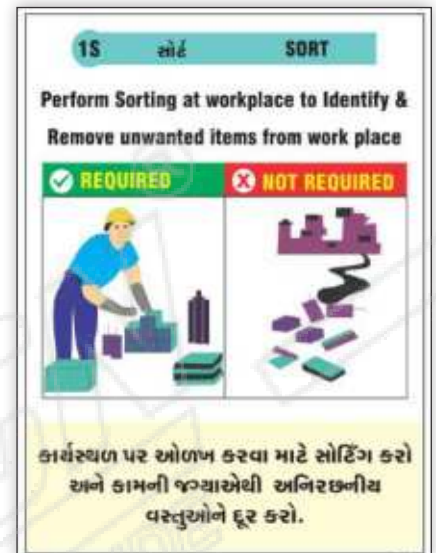 1S સોર્ટ SORT
Perform Sorting at workplace to Identify &
Remove unwanted items from work place
REQUIRED NOT REQUIRED
કાર્યસ્થળ પર ઓળખ કરવા માટે સોર્ટિંગ કરો
અને કામની જગ્યાએથી અનિરછનીય
વસ્તુઓને દૂર કરો.